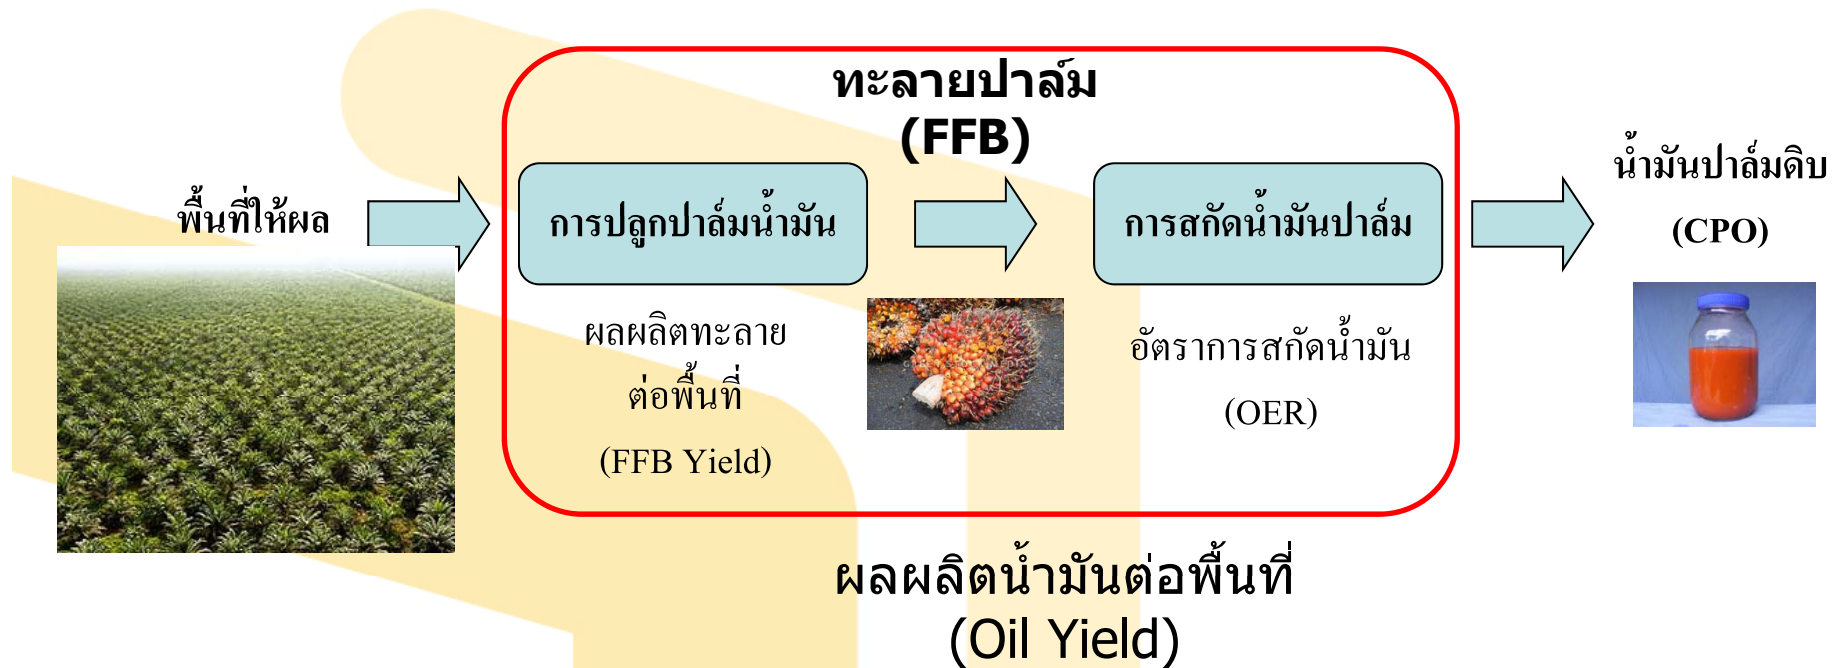 ทะลายปาล์ม
(FFB)
พื้นที่ให้ผล
การปลูกปาล์มน้ำมัน
การสกัดน้ำมันปาล์ม
น้ำมันปาล์มดิบ
(CPO)
ผลผลิตทะลาย
ต่อพื้นที่
(FFB Yield)
อัตราการสกัดน้ำมัน
(OER)
ผลผลิตน้ำมันต่อพื้นที่
(Oil Yield)